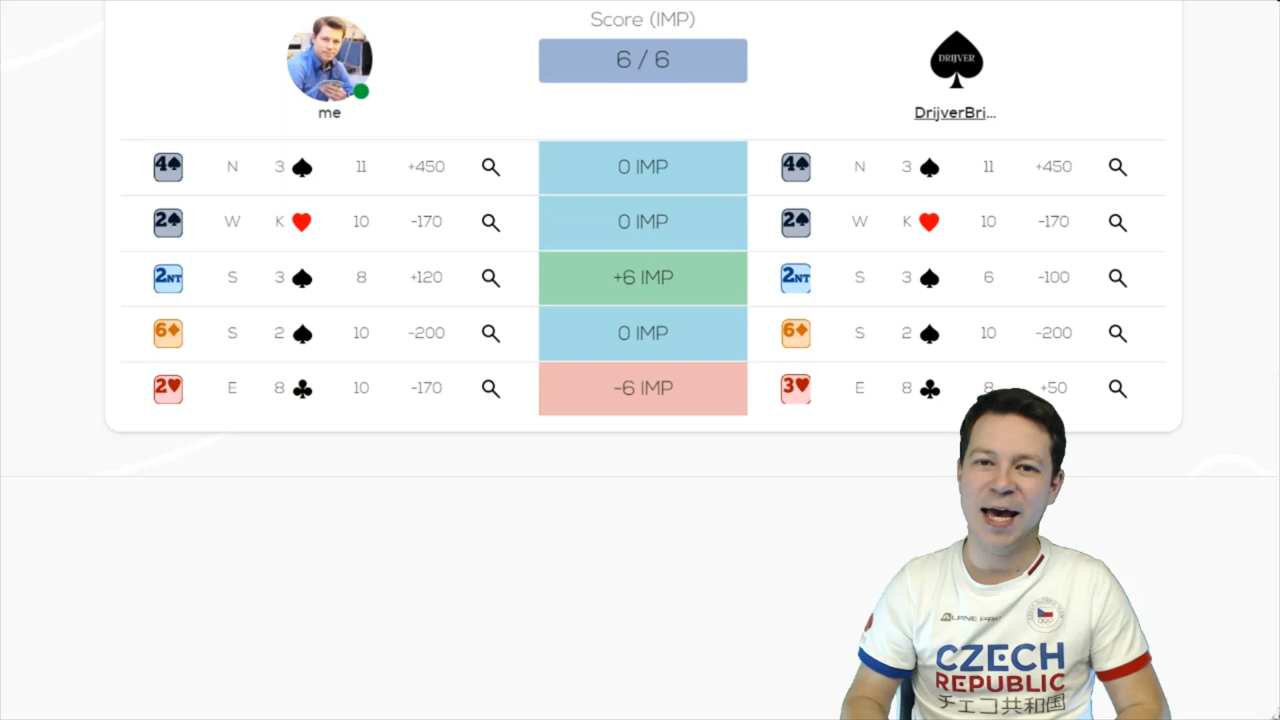 Score (IMP)
6 / 6
DRIJVER
me
DrijverBri...
4♠ N 3♠ 11 +450 0 IMP 4♠ N 3♠ 11 +450
2♠ W K♥ 10 -170 0 IMP 2♠ W K♥ 10 -170
2NT S 3♠ 8 +120 +6 IMP 2NT S 3♠ 6 -100
6♦ S 2♠ 10 -200 0 IMP 6♦ S 2♠ 10 -200
2♥ E 8♣ 10 -170 -6 IMP 3♥ E 8♣ 8 +50
ALPINE PRO
CZECH
REPUBLIC
チェコ共和国